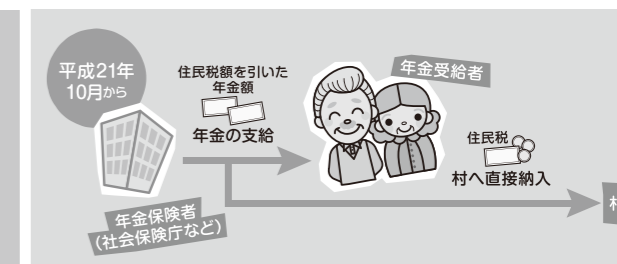 平成21年
10月から
住民税額を引いた
年金額
年金の支給
年金受給者
住民税
村へ直接納入
年金保険者
(社会保険庁など)